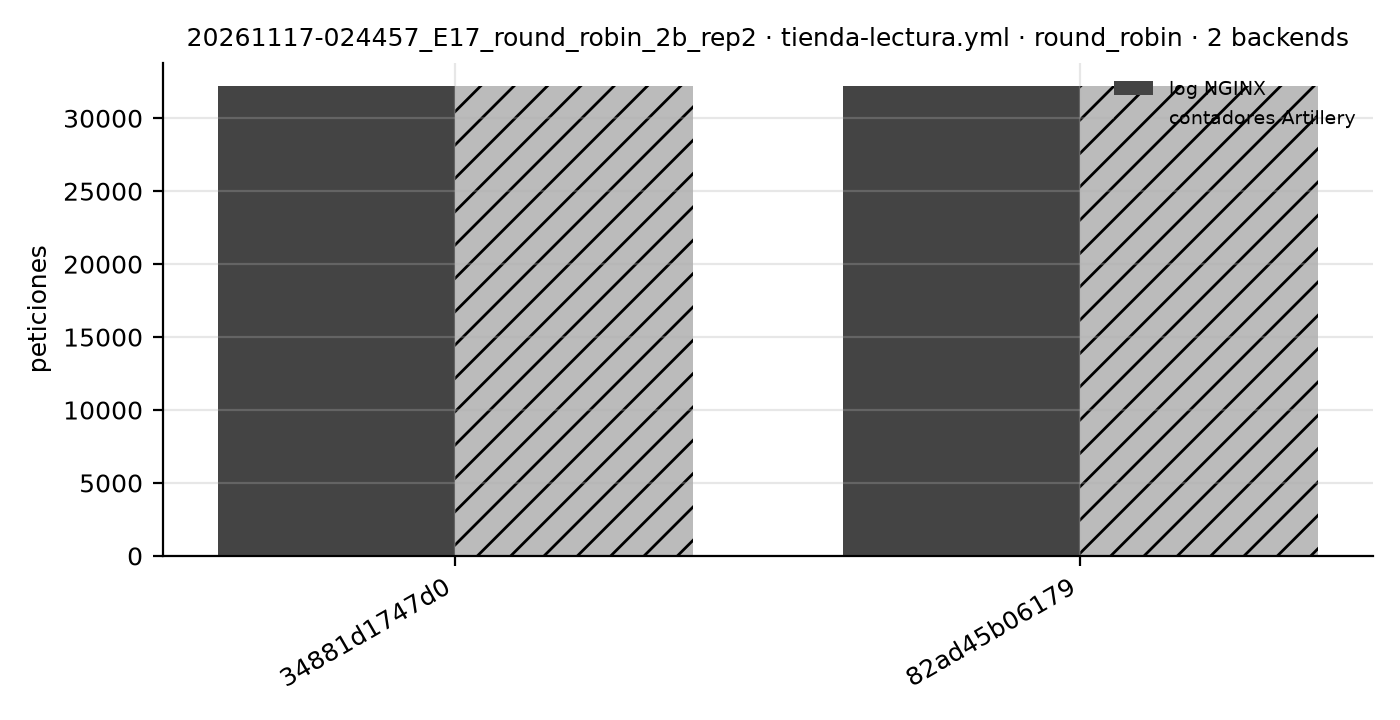 20261117-024457_E17_round_robin_2b_rep2 · tienda-lectura.yml · round_robin · 2 backends
log NGINX
contadores Artillery
peticiones
30000
25000
20000
15000
10000
5000
0
34881d1747d0
82ad45b06179